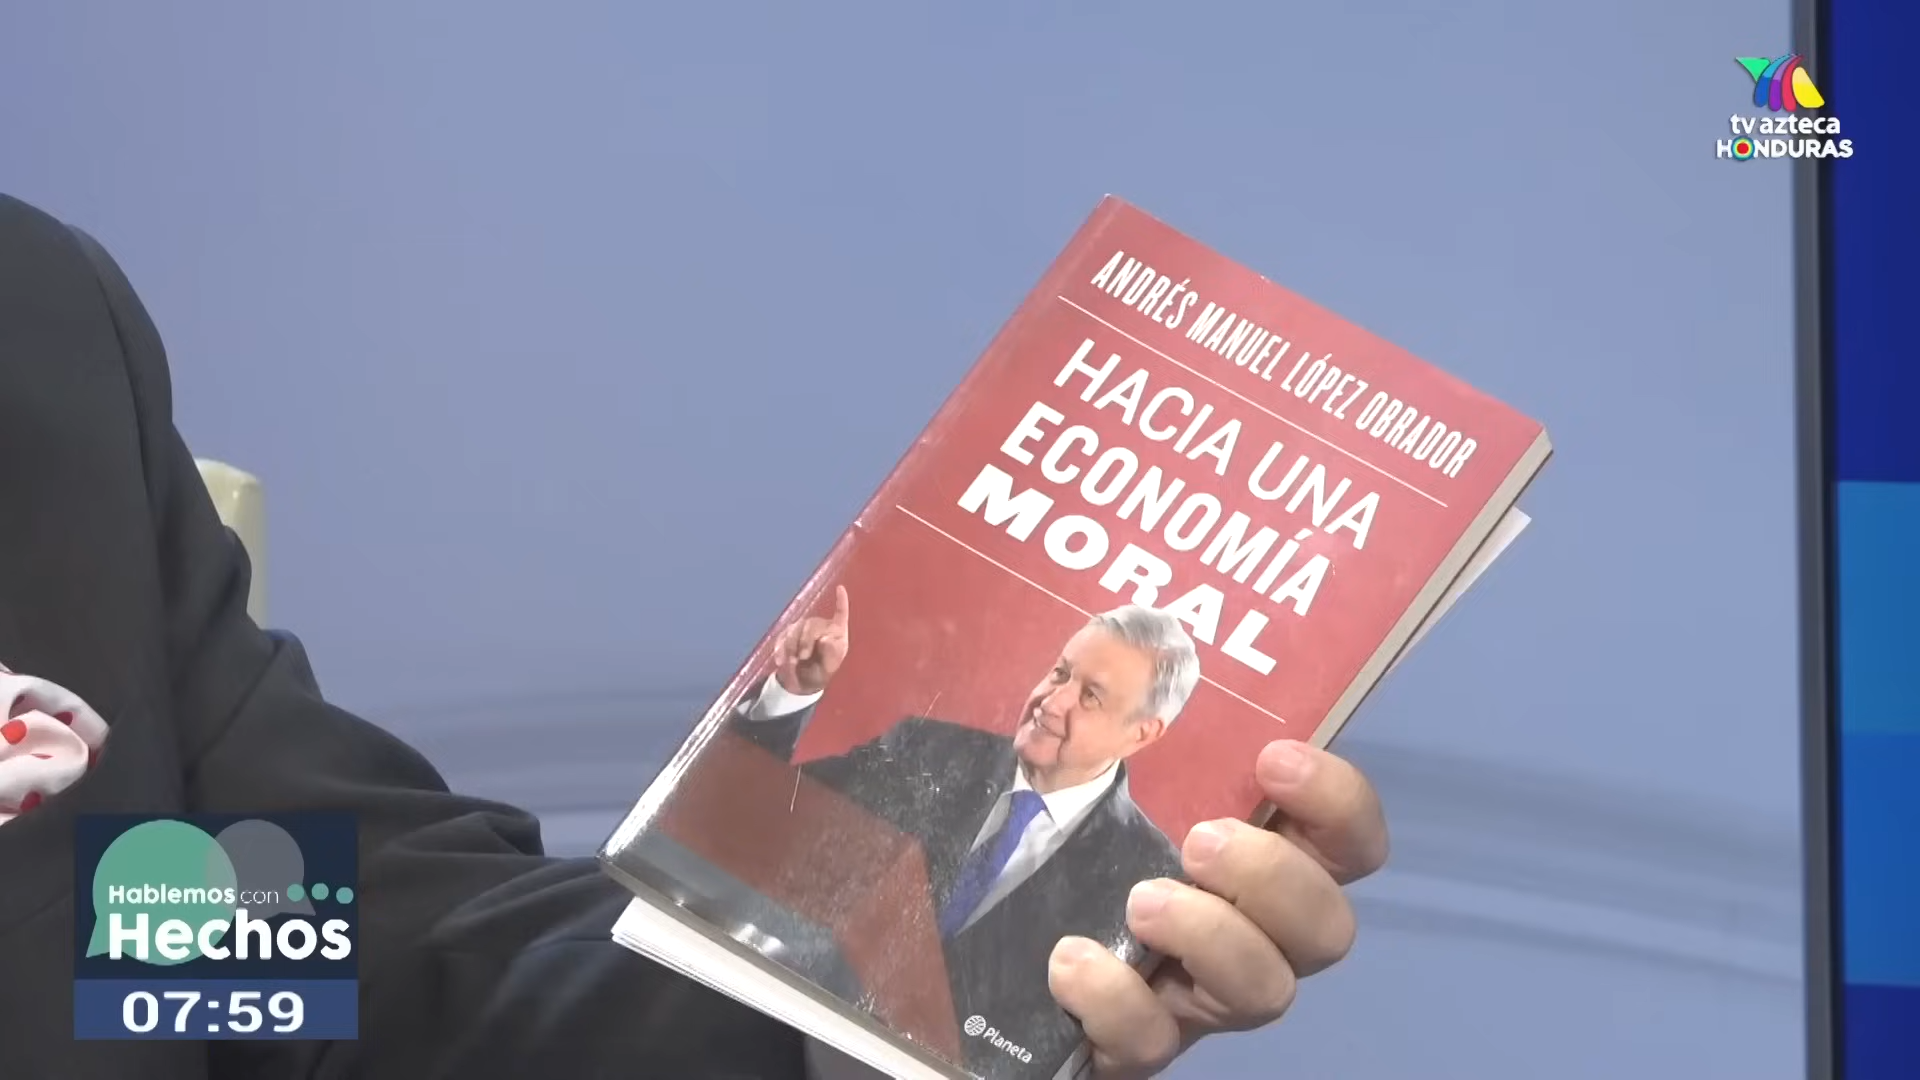 tv azteca
HONDURAS
ANDRÉS MANUEL LÓPEZ OBRADOR
HACIA UNA
ECONOMÍA
MORAL
Planeta
Hablemos con
Hechos
07:59